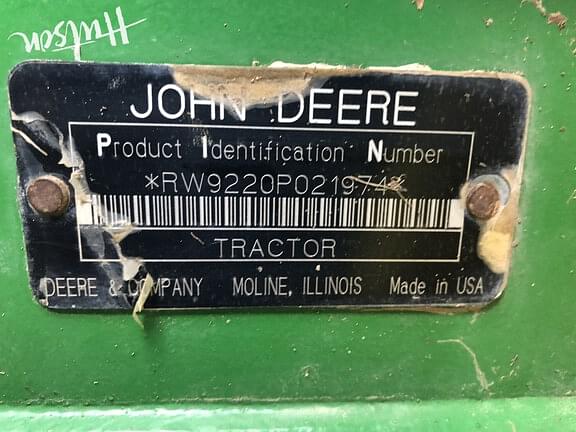 Hutson
JOHN DEERE
Product Identification Number
*RW9220P021974*
TRACTOR
DEERE & COMPANY MOLINE, ILLINOIS Made in USA